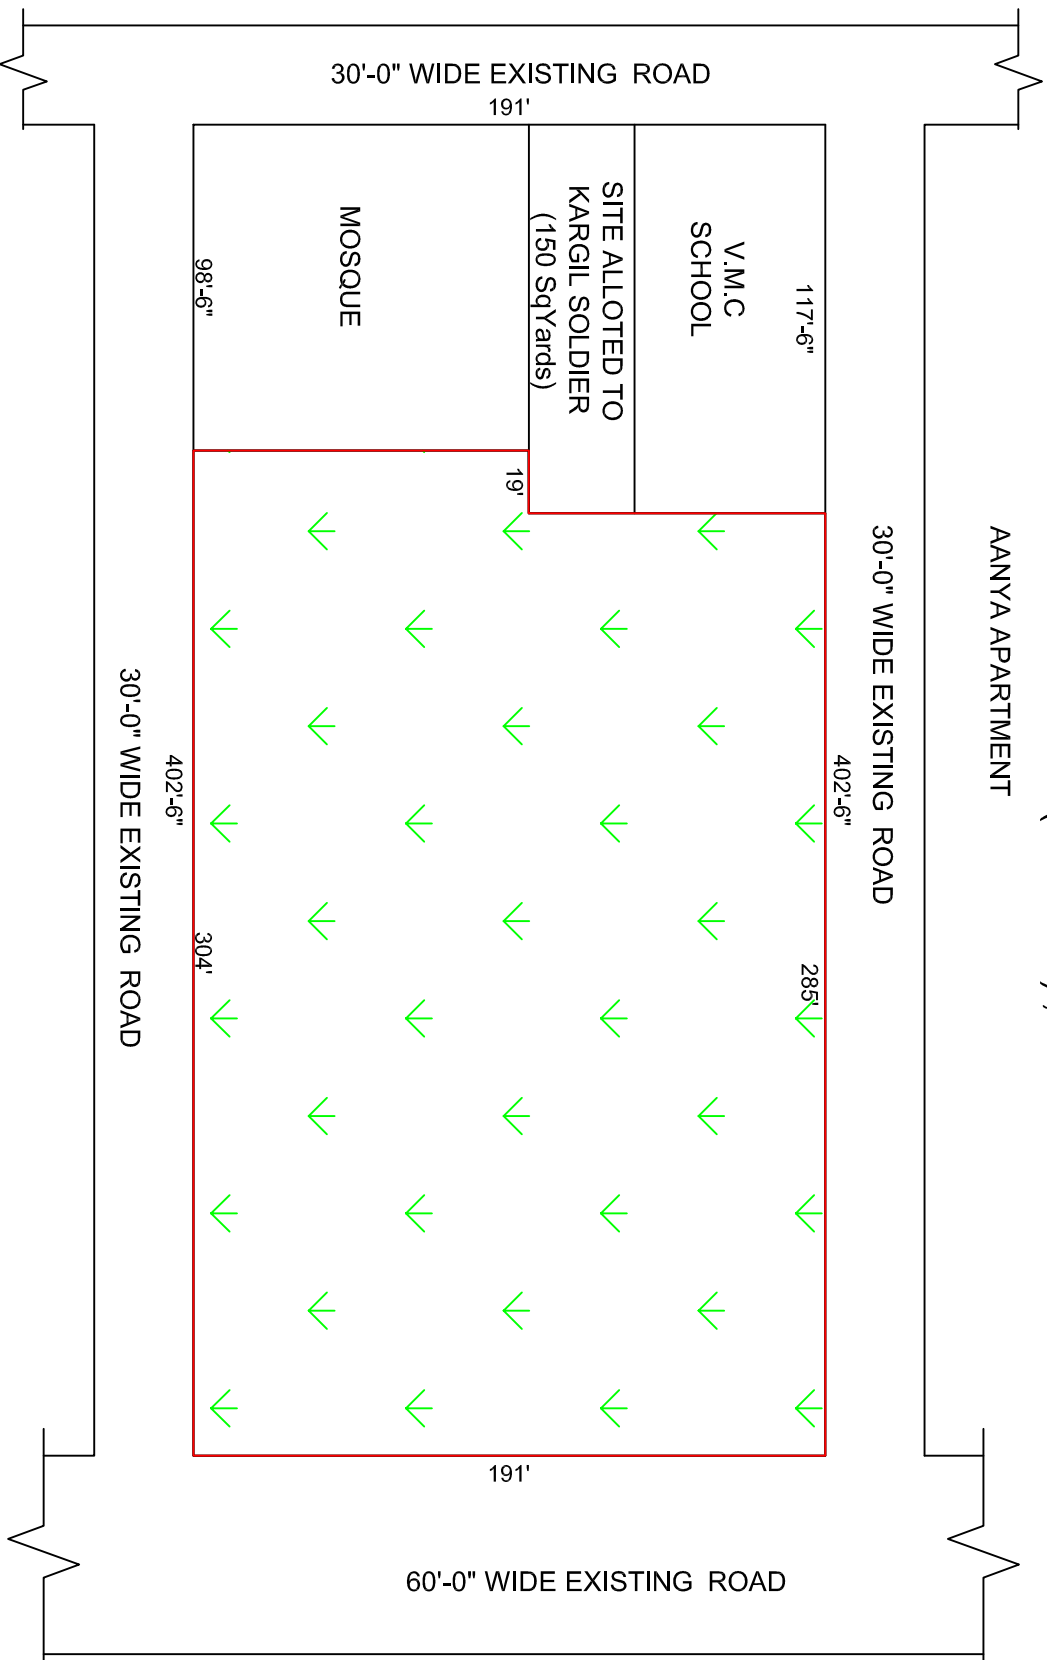 30'-0" WIDE EXISTING ROAD
191'
MOSQUE
98'-6"
SITE ALLOTED TO
KARGIL SOLDIER
(150 SqYards)
V.M.C
SCHOOL
117'-6"
19'
AANYA APARTMENT
30'-0" WIDE EXISTING ROAD
402'-6"
285'
30'-0" WIDE EXISTING ROAD
402'-6"
304'
191'
60'-0" WIDE EXISTING ROAD